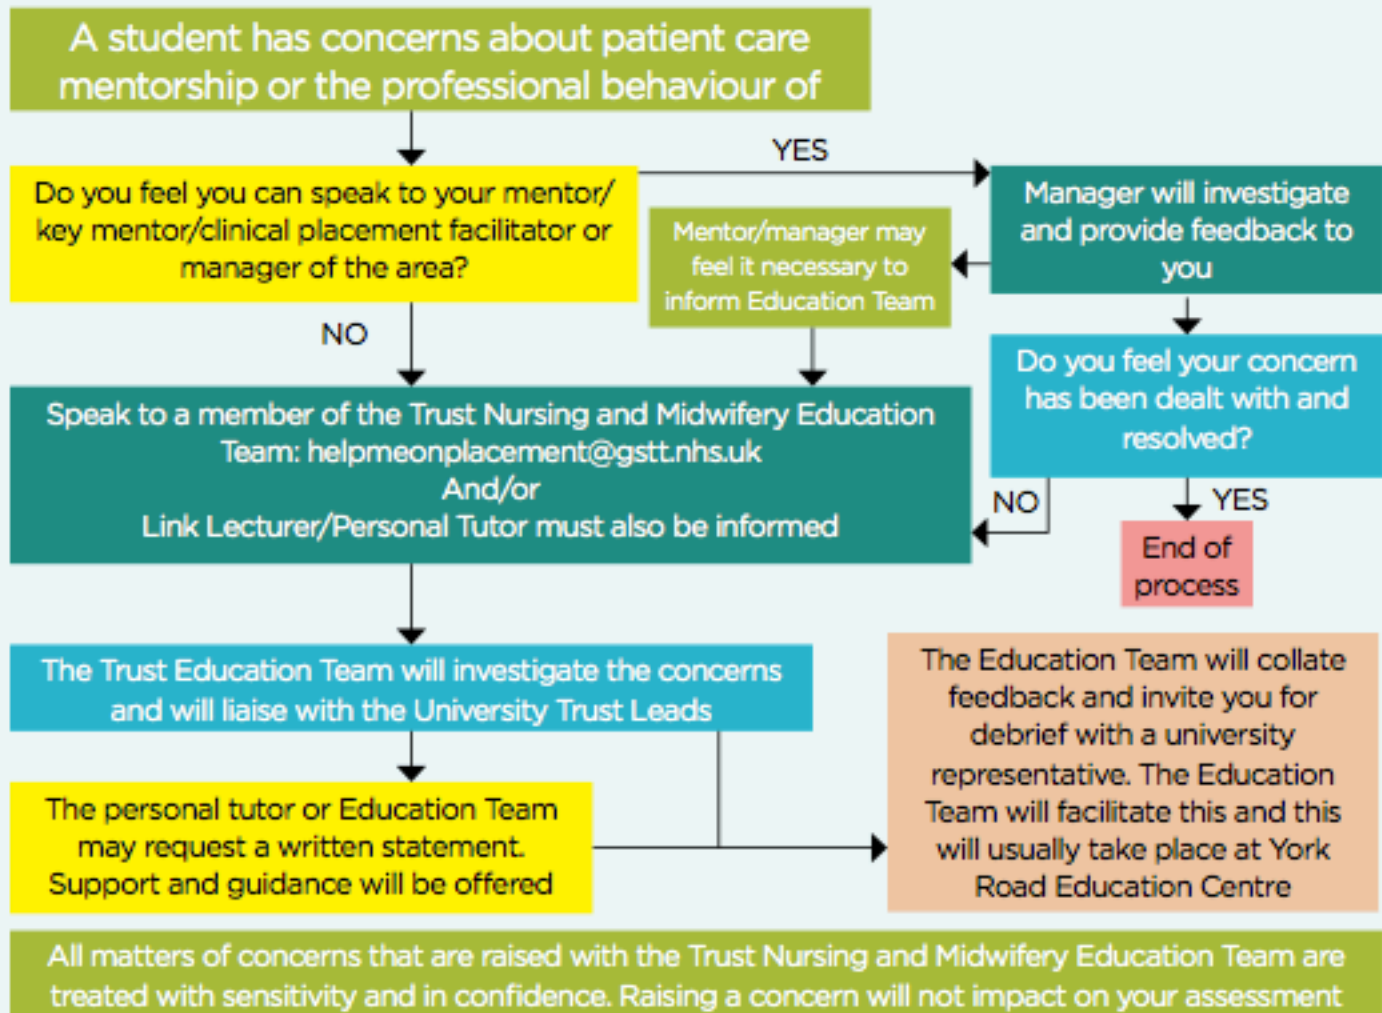 A student has concerns about patient care
mentorship or the professional behaviour of
YES
Do you feel you can speak to your mentor/
key mentor/clinical placement facilitator or
manager of the area?
Mentor/manager may
feel it necessary to
inform Education Team
Manager will investigate
and provide feedback to
you
NO
Do you feel your concern
has been dealt with and
resolved?
Speak to a member of the Trust Nursing and Midwifery Education
Team: helpmeonplacement@gstt.nhs.uk
And/or
Link Lecturer/Personal Tutor must also be informed
NO
YES
End of
process
The Trust Education Team will investigate the concerns
and will liaise with the University Trust Leads
The personal tutor or Education Team
may request a written statement.
Support and guidance will be offered
The Education Team will collate
feedback and invite you for
debrief with a university
representative. The Education
Team will facilitate this and this
will usually take place at York
Road Education Centre
All matters of concerns that are raised with the Trust Nursing and Midwifery Education Team are
treated with sensitivity and in confidence. Raising a concern will not impact on your assessment